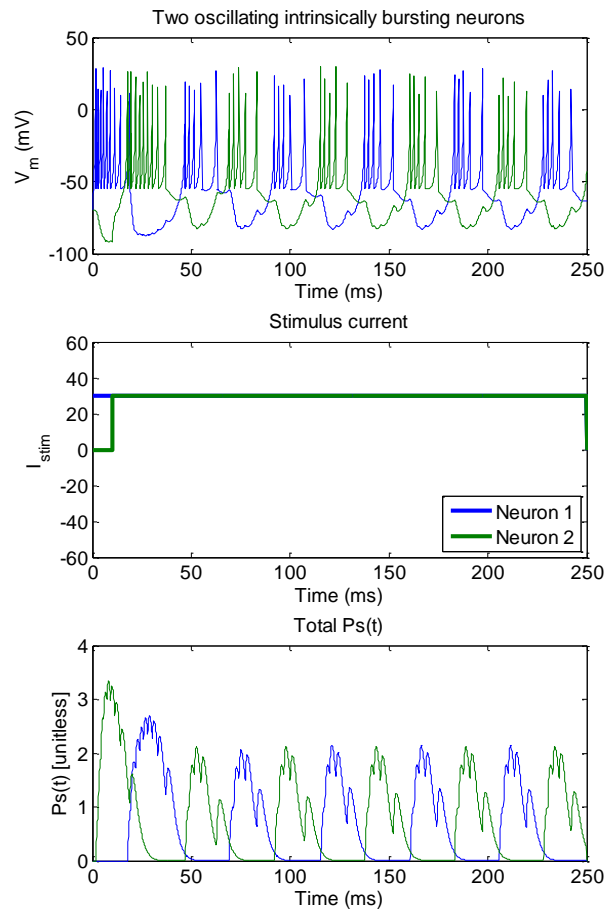 Two oscillating intrinsically bursting neurons
50
0
-50
-100
V_m (mV)
0 50 100 150 200 250
Time (ms)
Stimulus current
60
40
20
0
-20
-40
-60
I_stim
Neuron 1
Neuron 2
0 50 100 150 200 250
Time (ms)
Total Ps(t)
4
3
2
1
0
Ps(t) [unitless]
0 50 100 150 200 250
Time (ms)